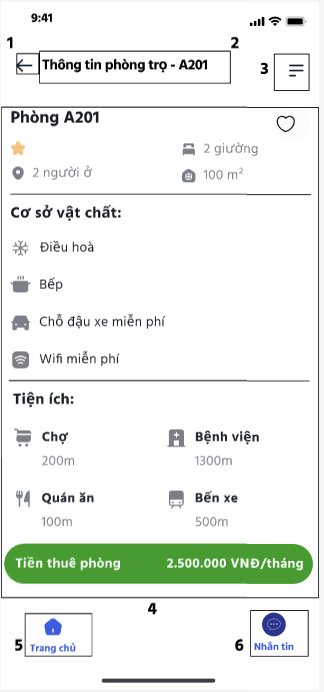 9:41
1
2
Thông tin phòng trọ - A201
3
Phòng A201
2 giường
2 người ở
100 m²
Cơ sở vật chất:
Điều hoà
Bếp
Chỗ đậu xe miễn phí
Wifi miễn phí
Tiện ích:
Chợ
Bệnh viện
200m
1300m
Quán ăn
Bến xe
100m
500m
Tiền thuê phòng 2.500.000 VNĐ/tháng
4
5
Trang chủ
6
Nhắn tin